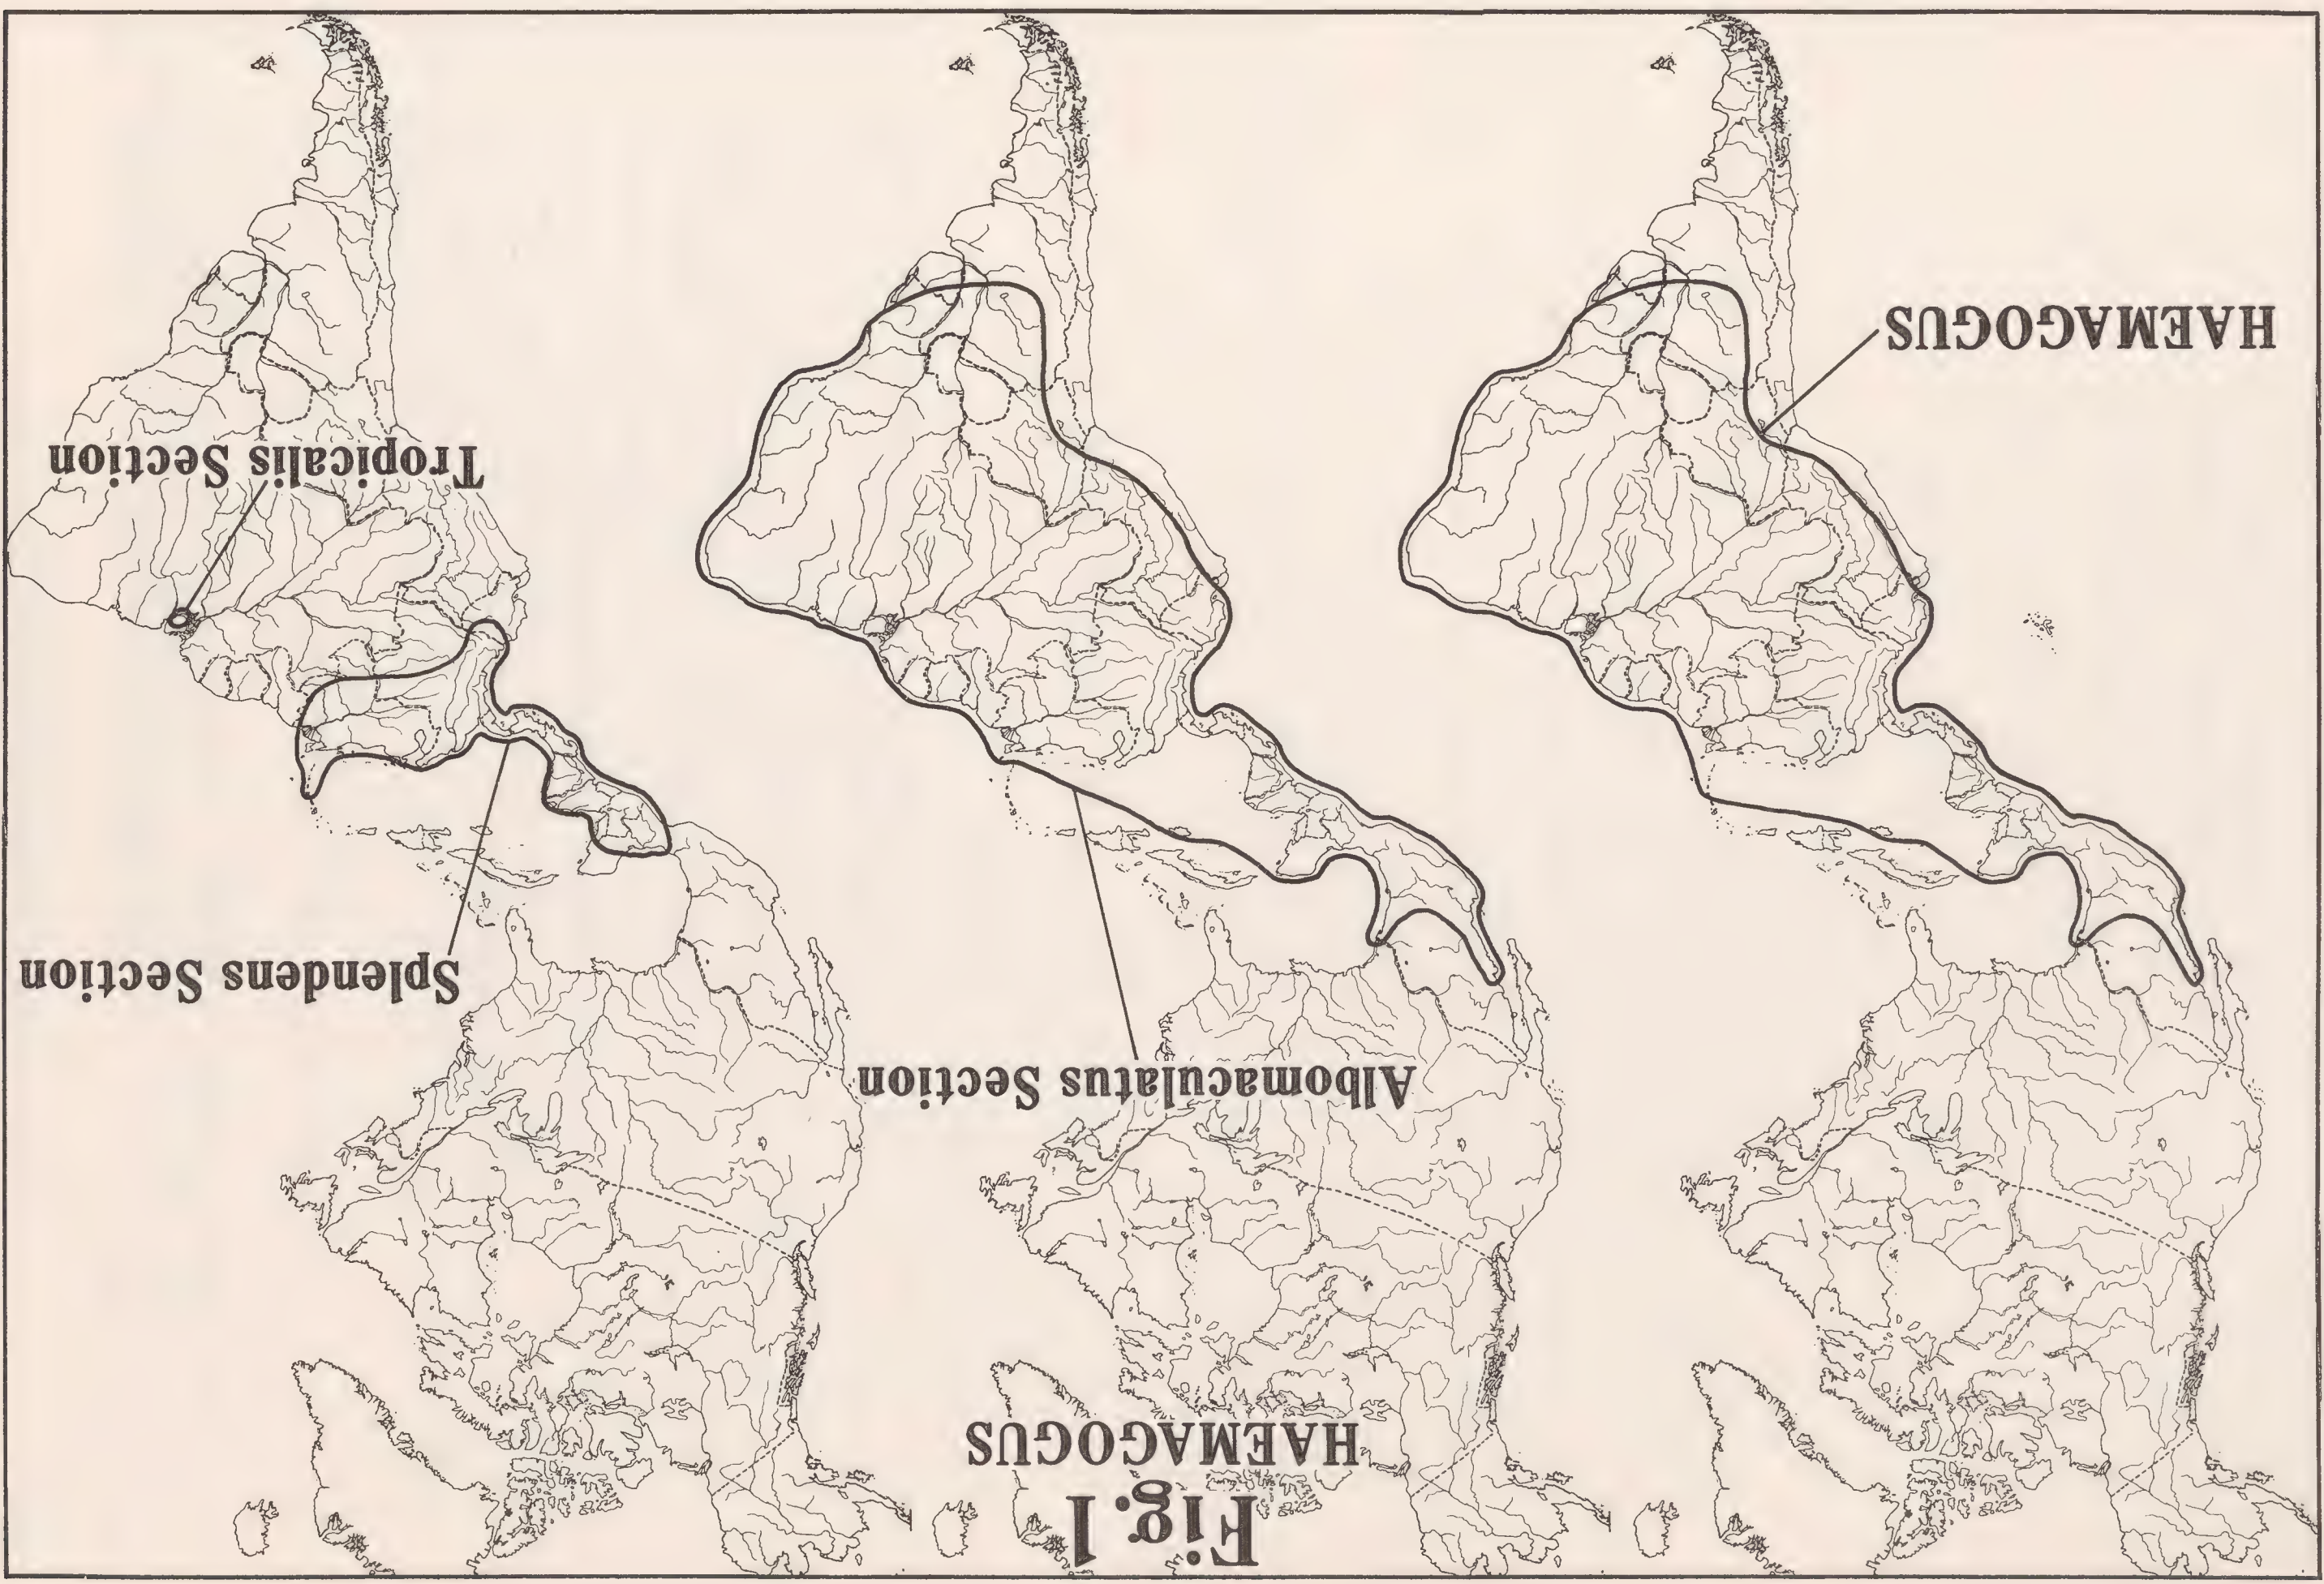 Fig.1
HAEMAGOGUS
HAEMAGOGUS
Albomaculatus Section
Splendens Section
Tropicalis Section